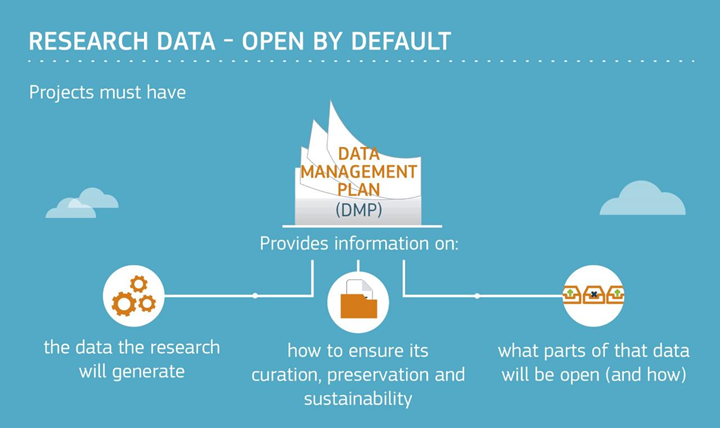 RESEARCH DATA – OPEN BY DEFAULT
Projects must have
DATA
MANAGEMENT
PLAN
(DMP)
Provides information on:
the data the research
will generate
how to ensure its
curation, preservation and
sustainability
what parts of that data
will be open (and how)